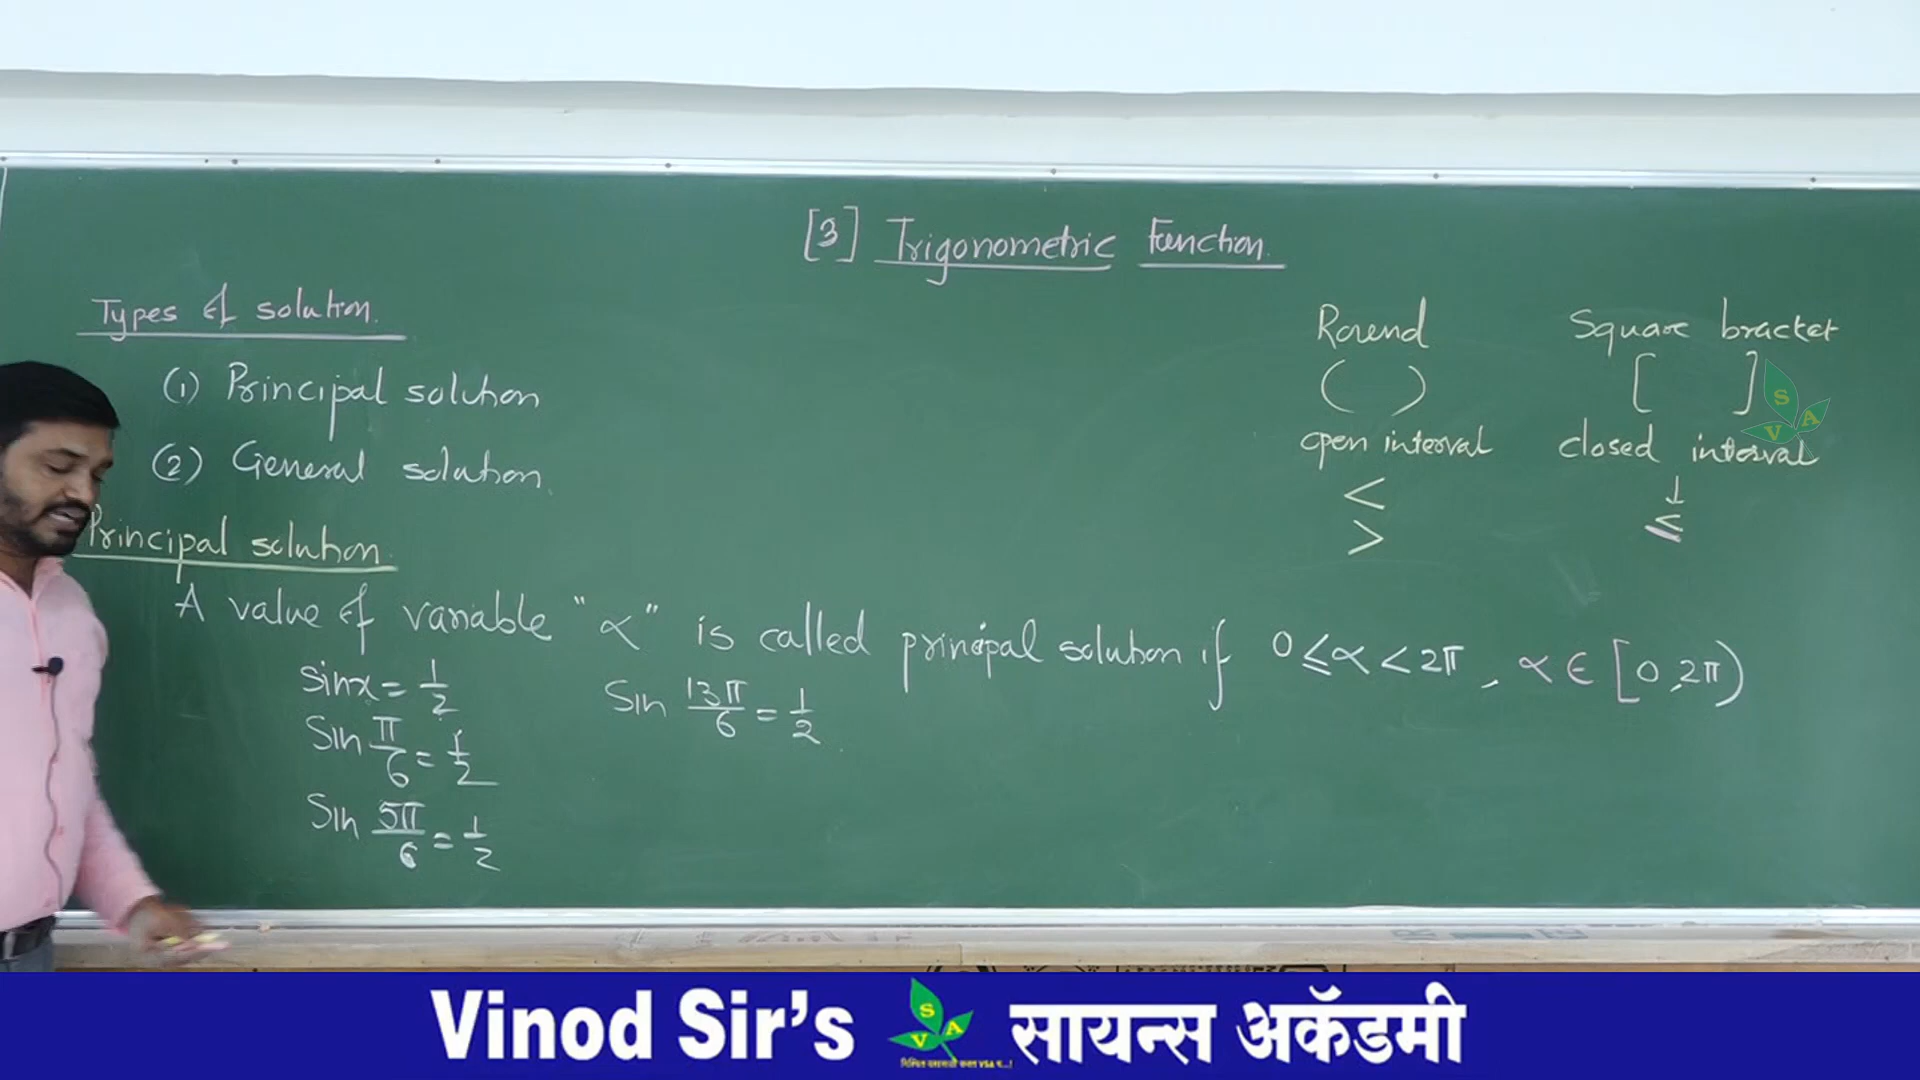 [3] Trigonometric Function.
Types of solution.
(1) Principal solution
(2) General solution.
Round
( )
open interval
<
>
Square bracket
[ ]
closed interval
↓
≤
Principal solution.
A value of variable "α" is called principal solution if 0 ≤ α < 2π, α ∈ [0, 2π)
sinx = 1/2
Sin π/6 = 1/2
Sin 5π/6 = 1/2
Sin 13π/6 = 1/2
S V A
Vinod Sir's S V A सायन्स अकॅडमी